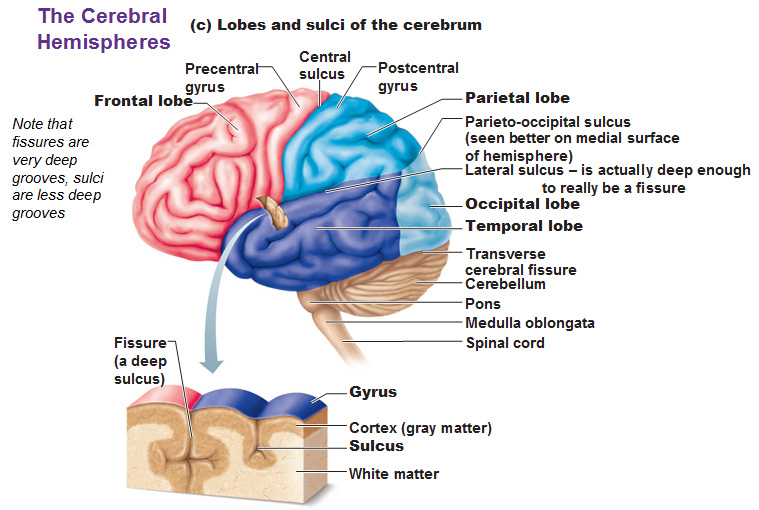 The Cerebral
Hemispheres
(c) Lobes and sulci of the cerebrum
Precentral
gyrus
Central
sulcus
Postcentral
gyrus
Frontal lobe
Note that
fissures are
very deep
grooves, sulci
are less deep
grooves
Parietal lobe
Parieto-occipital sulcus
(seen better on medial surface
of hemisphere)
Lateral sulcus – is actually deep enough
to really be a fissure
Occipital lobe
Temporal lobe
Transverse
cerebral fissure
Cerebellum
Pons
Medulla oblongata
Spinal cord
Fissure
(a deep
sulcus)
Gyrus
Cortex (gray matter)
Sulcus
White matter